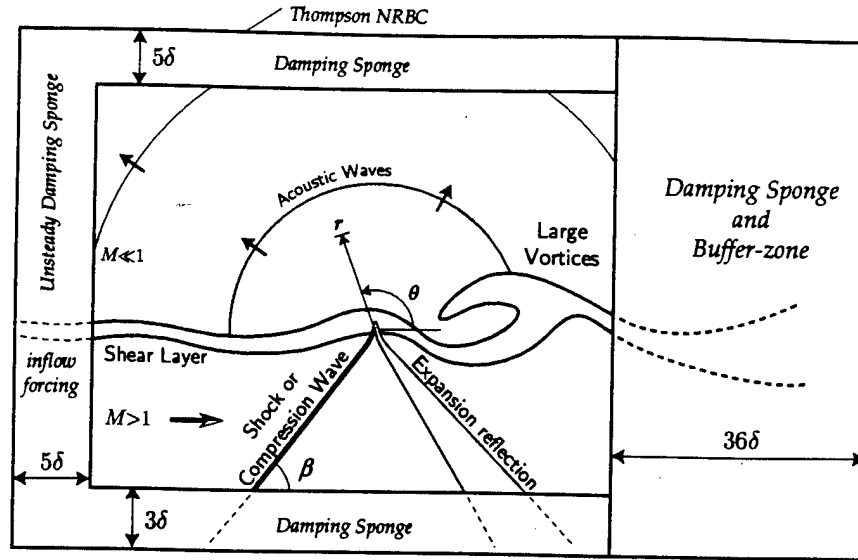 Thompson NRBC
5δ
Damping Sponge
Unsteady Damping Sponge
Acoustic Waves
r
M≪1
θ
Large
Vortices
Damping Sponge
and
Buffer-zone
Shear Layer
inflow
forcing
M>1
Shock or
Compression Wave
Expansion reflection
β
5δ
36δ
3δ
Damping Sponge